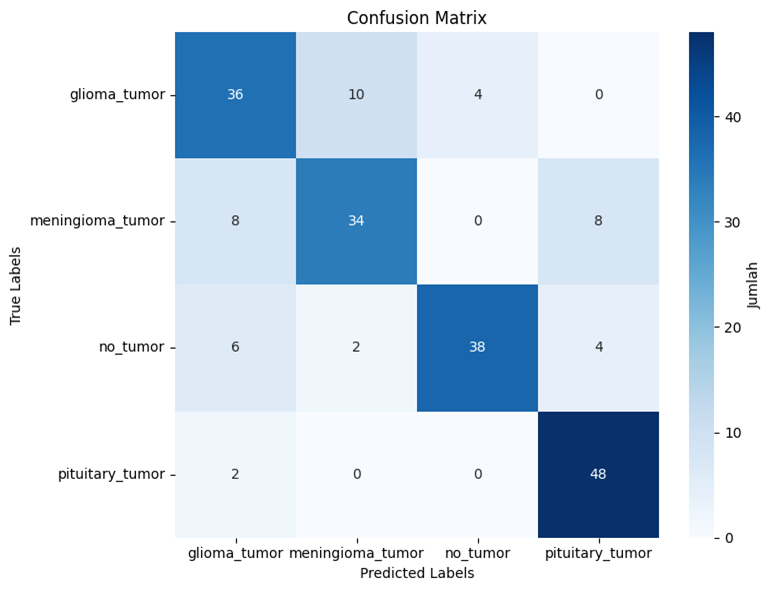 Confusion Matrix
glioma_tumor 36 10 4 0
meningioma_tumor 8 34 0 8
no_tumor 6 2 38 4
pituitary_tumor 2 0 0 48
glioma_tumor meningioma_tumor no_tumor pituitary_tumor
Predicted Labels
True Labels
40
30
20
10
0
Jumlah